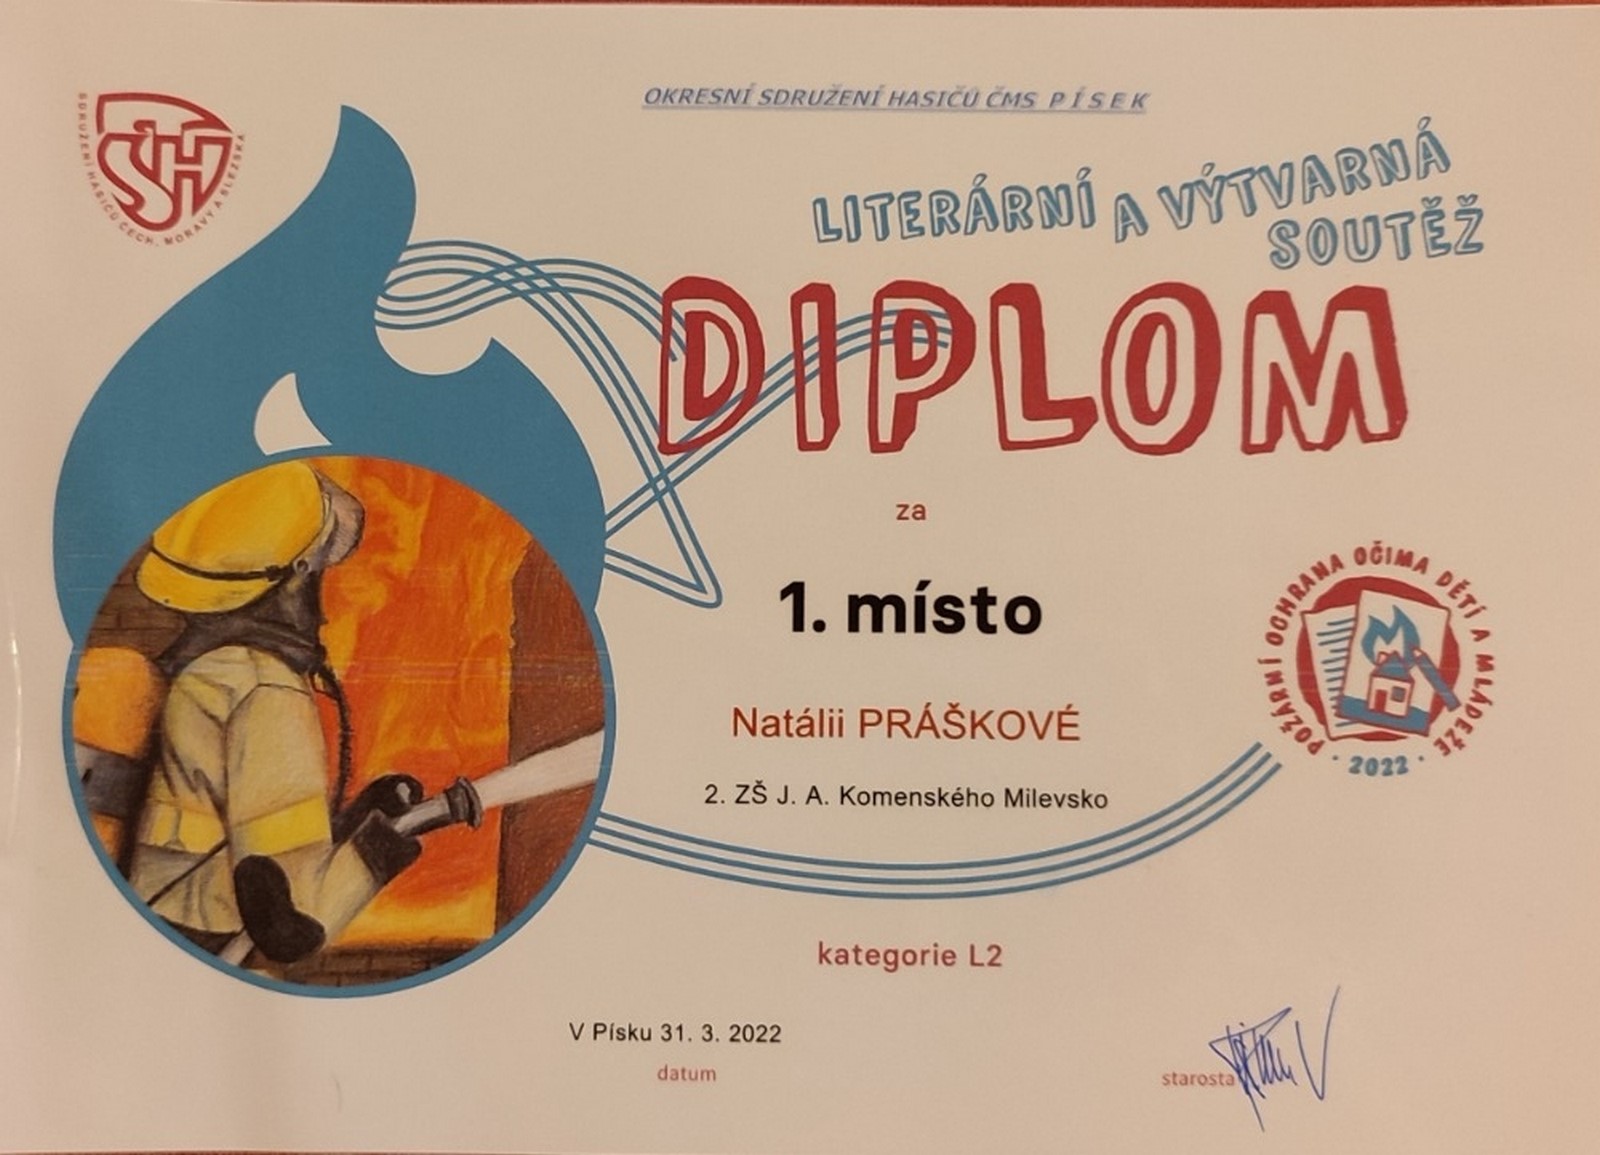 SDRUŽENÍ HASIČŮ ČECH, MORAVY A SLEZSKA
SH
OKRESNÍ SDRUŽENÍ HASIČŮ ČMS P Í S E K
LITERÁRNÍ A VÝTVARNÁ
SOUTĚŽ
DIPLOM
za
1. místo
Natálii PRÁŠKOVÉ
2. ZŠ J. A. Komenského Milevsko
POŽÁRNÍ OCHRANA OČIMA DĚTÍ A MLÁDEŽE
· 2022 ·
kategorie L2
V Písku 31. 3. 2022
datum
starosta